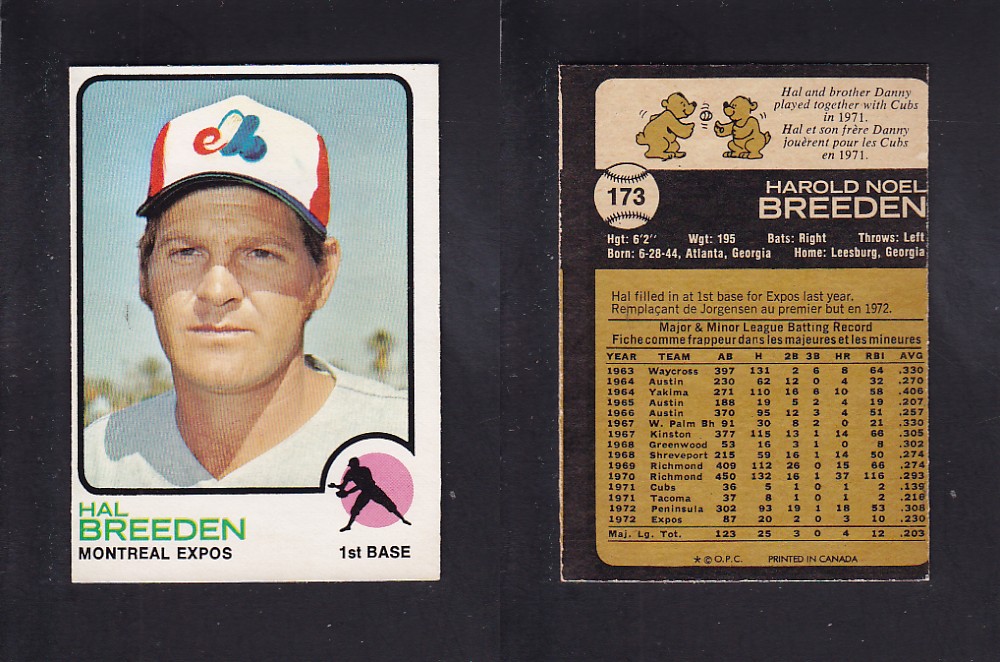 e
HAL
BREEDEN
MONTREAL EXPOS
1st BASE
Hal and brother Danny
played together with Cubs
in 1971.
Hal et son frère Danny
jouèrent pour les Cubs
en 1971.
173
HAROLD NOEL
BREEDEN
Hgt: 6'2" Wgt: 195 Bats: Right Throws: Left
Born: 6-28-44, Atlanta, Georgia Home: Leesburg, Georgia
Hal filled in at 1st base for Expos last year.
Remplaçant de Jorgensen au premier but en 1972.
Major & Minor League Batting Record
Fiche comme frappeur dans les majeures et les mineures
YEAR TEAM AB H 2B 3B HR RBI AVG
1963 Waycross 397 131 2 6 8 64 .330
1964 Austin 230 62 12 0 4 32 .270
1964 Yakima 271 110 16 8 10 58 .406
1965 Austin 188 19 5 2 4 19 .207
1966 Austin 370 95 12 3 4 51 .257
1967 W. Palm Bh 91 30 8 2 0 21 .330
1967 Kinston 377 115 13 1 14 66 .305
1968 Greenwood 53 16 3 1 0 8 .302
1968 Shreveport 215 59 16 1 14 50 .274
1969 Richmond 409 112 26 0 15 66 .274
1970 Richmond 450 132 16 1 37 116 .293
1971 Cubs 36 5 1 0 1 2 .139
1971 Tacoma 37 8 1 0 1 2 .216
1972 Peninsula 302 93 19 1 18 53 .308
1972 Expos 87 20 2 0 3 10 .230
Maj. Lg. Tot. 123 25 3 0 4 12 .203
★ © O.P.C. PRINTED IN CANADA